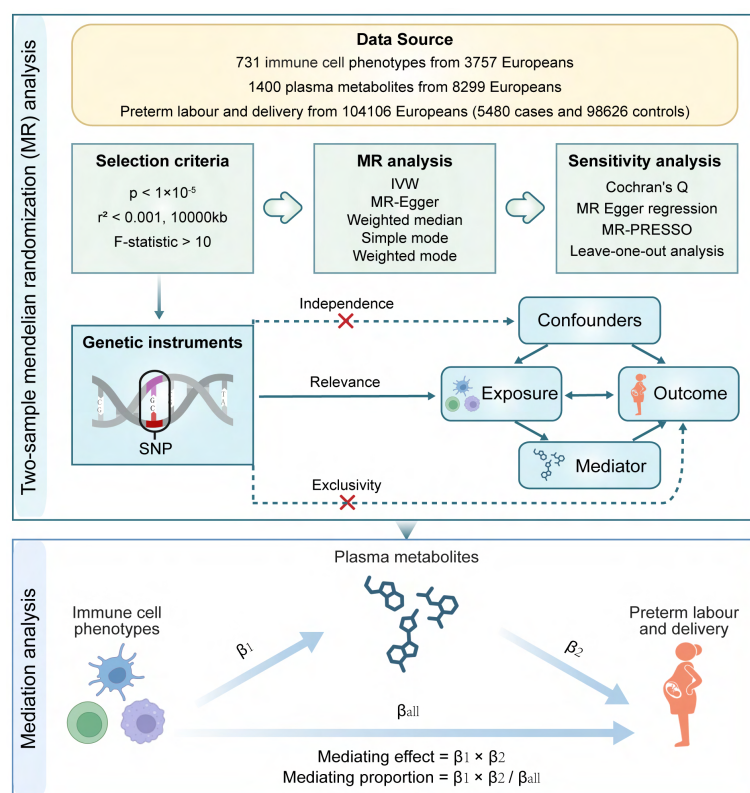 Two-sample mendelian randomization (MR) analysis
Data Source
731 immune cell phenotypes from 3757 Europeans
1400 plasma metabolites from 8299 Europeans
Preterm labour and delivery from 104106 Europeans (5480 cases and 98626 controls)
Selection criteria
p < 1×10⁻⁵
r² < 0.001, 10000kb
F-statistic > 10
MR analysis
IVW
MR-Egger
Weighted median
Simple mode
Weighted mode
Sensitivity analysis
Cochran's Q
MR Egger regression
MR-PRESSO
Leave-one-out analysis
Genetic instruments
SNP
Independence
Relevance
Exclusivity
Confounders
Exposure
Outcome
Mediator
Mediation analysis
Plasma metabolites
Immune cell
phenotypes
Preterm labour
and delivery
β1
β2
βall
Mediating effect = β1 × β2
Mediating proportion = β1 × β2 / βall